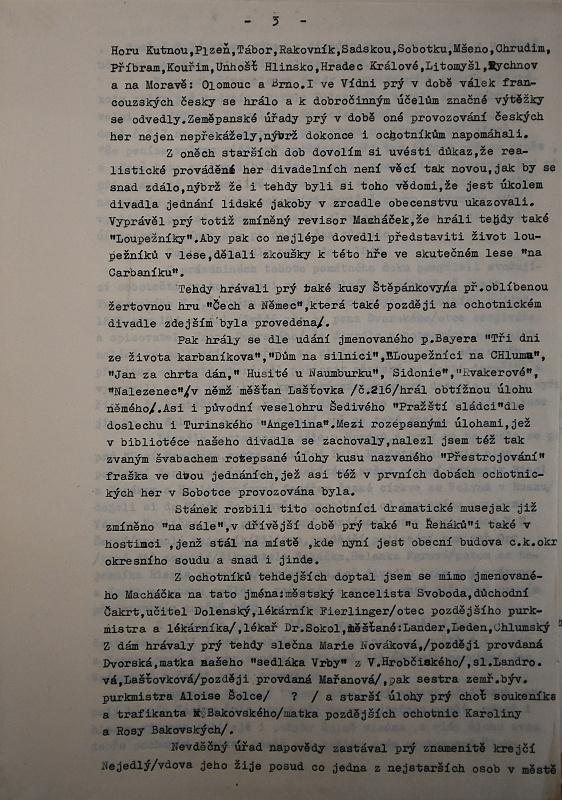 - 3 -
Horu Kutnou,Plzeň,Tábor,Rakovník,Sadskou,Sobotku,Mšeno,Chrudim,
Příbram,Kouřim,Unhošť Hlinsko,Hradec Králové,Litomyšl,Rychnov
a na Moravě: Olomouc a Brno.I ve Vídni prý v době válek fran-
couzských česky se hrálo a k dobročinným účelům značné výtěžky
se odvedly.Zeměpanské úřady prý v době oné provozování českých
her nejen nepřekážely,nýbrž dokonce i ochotníkům napomáhali.
Z oněch starších dob dovolím si uvésti důkaz,že rea-
listické prováděné her divadelních není věcí tak novou,jak by se
snad zdálo,nýbrž že i tehdy byli si toho vědomi,že jest úkolem
divadla jednání lidské jakoby v zrcadle obecenstvu ukazovali.
Vyprávěl prý totiž zmíněný revisor Macháček,že hráli tehdy také
"Loupežníky".Aby pak co nejlépe dovedli představiti život lou-
pežníků v lese,dělali zkoušky k této hře ve skutečném lese "na
Carbaníku".
Tehdy hrávali prý také kusy Štěpánkovy/a př.oblíbenou
žertovnou hru "Čech a Němec",která také později na ochotnickém
divadle zdejším byla provedena/.
Pak hrály se dle udání jmenovaného p.Bayera "Tři dni
ze života karbaníkova","Dům na silnici","Loupežníci na CHlumu",
"Jan za chrta dán," Husité u Naumburku", Sidonie","Kvakerové",
"Nalezenec"/v němž měšťan Lašťovka /č.216/hrál obtížnou úlohu
němého/.Asi i původní veselohru Šedivého "Pražští sládci"dle
doslechu i Turinského "Angelina".Mezi rozepsanými úlohami,jež
v bibliotéce našeho divadla se zachovaly,nalezl jsem též tak
zvaným švabachem rotepsané úlohy kusu nazvaného "Přestrojování"
fraška ve dvou jednáních,jež asi též v prvních dobách ochotnic-
kých her v Sobotce provozována byla.
Stánek rozbili tito ochotníci dramatické musejak již
zmíněno "na sále",v dřívější době prý také "u Řeháků"i také v
hostinci ,jenž stál na místě ,kde nyní jest obecní budova c.k.okr
okresního soudu a snad i jinde.
Z ochotníků tehdejších doptal jsem se mimo jmenované-
ho Macháčka na tato jména:městský kancelista Svoboda,důchodní
Čakrt,učitel Dolenský,lékárník Fierlinger/otec pozdějšího purk-
mistra a lékárníka/,lékař Dr.Sokol,měšťané:Lander,Leden,Chlumský
Z dám hrávaly prý tehdy slečna Marie Nováková,/později provdaná
Dvorská,matka našeho "sedláka Vrby" z V.Hrobčiského/,sl.Landro.
vá,Lašťovková/později provdaná Mařanová/,pak sestra zemř.býv.
purkmistra Aloise Šolce/ ? / a starší úlohy prý choť soukeníka
a trafikanta Bakovského/matka pozdějších ochotnic Karoliny
a Rosy Bakovských/.
Nevděčný úřad napovědy zastával prý znamenitě krejčí
Nejedlý/vdova jeho žije posud co jedna z nejstarších osob v městě